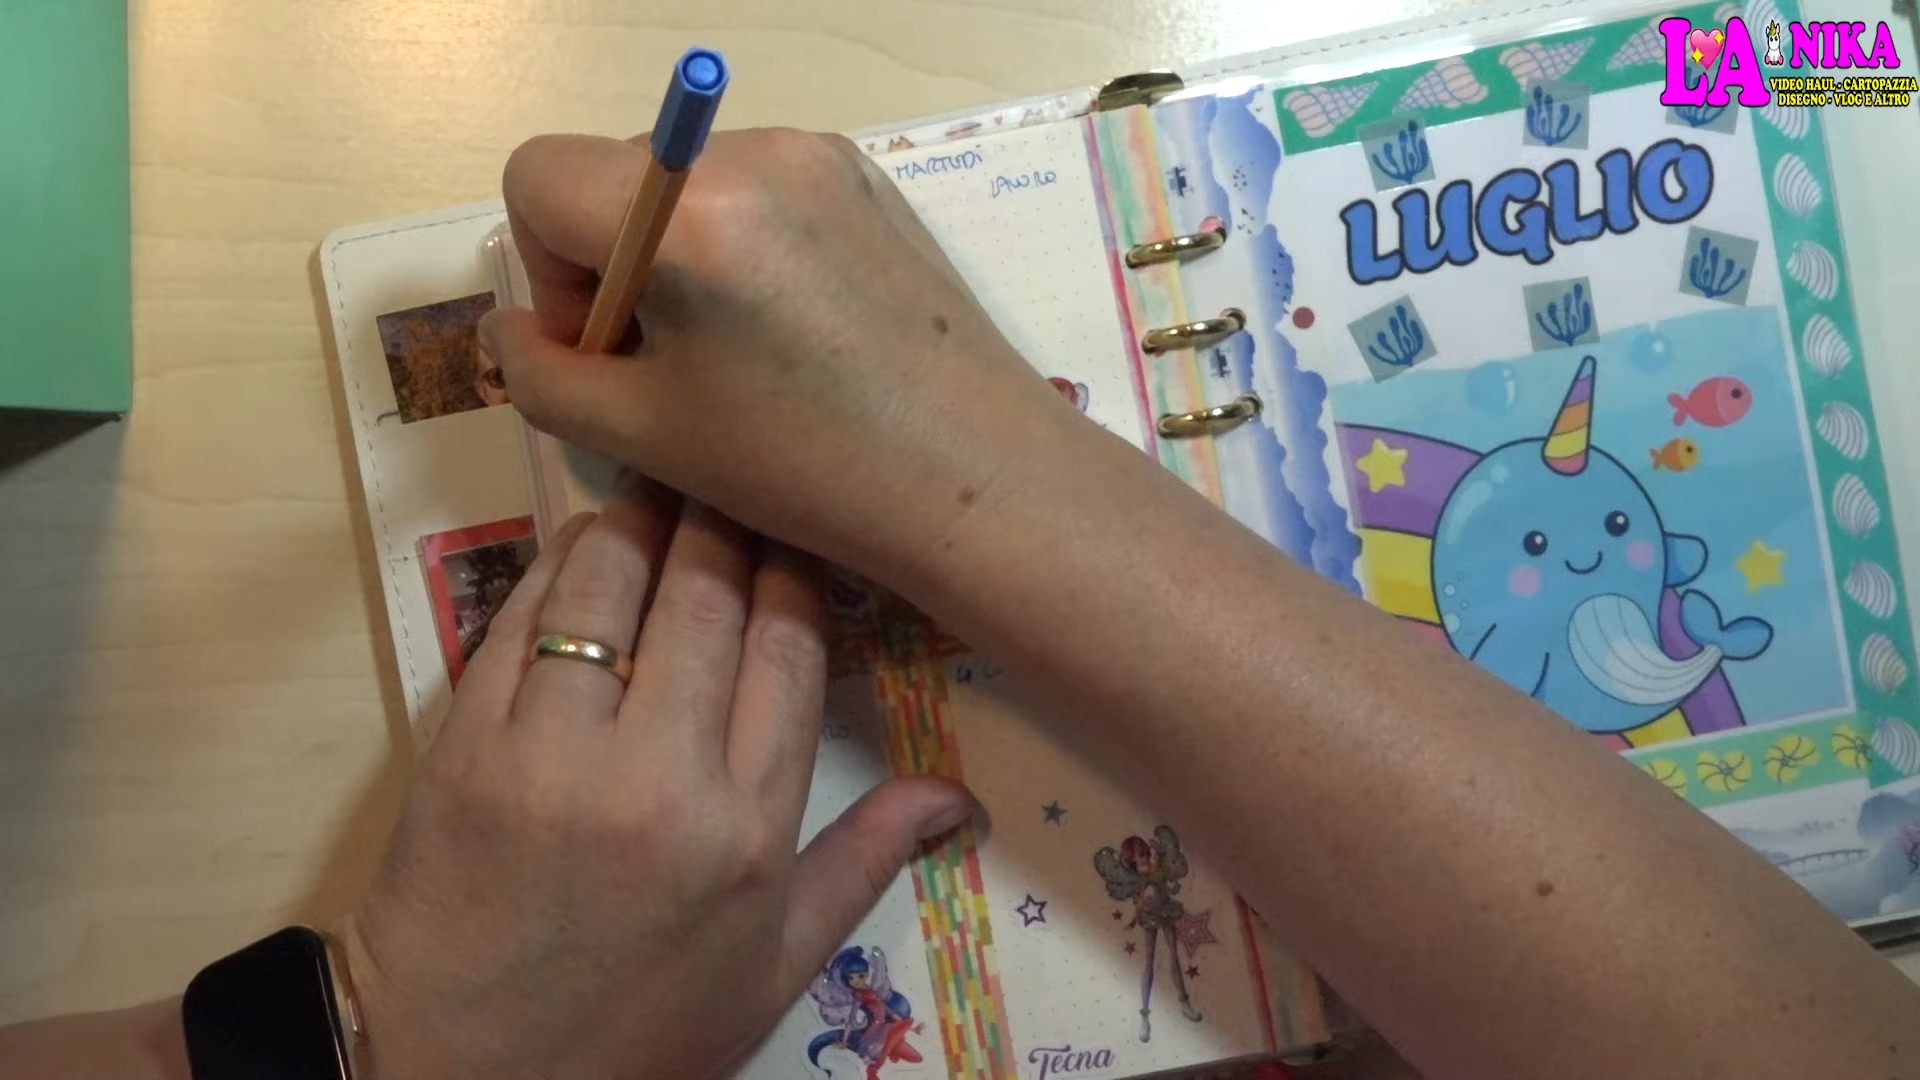 LA NIKA
VIDEO HAUL - CARTOPAZZIA
DISEGNO - VLOG E ALTRO
MARTEDì
LAVORO
LUGLIO
Tecna